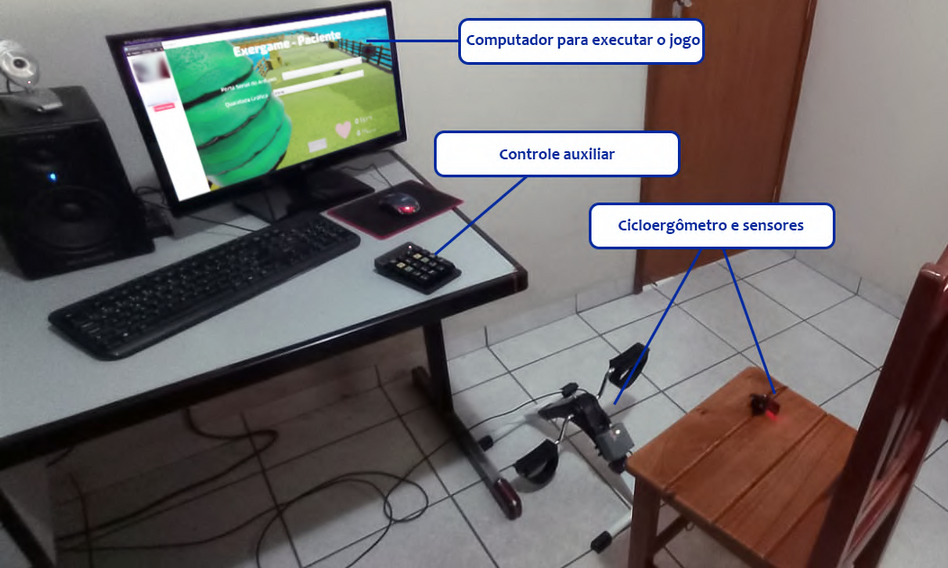 Exergame - Paciente
Computador para executar o jogo
Controle auxiliar
Cicloergômetro e sensores